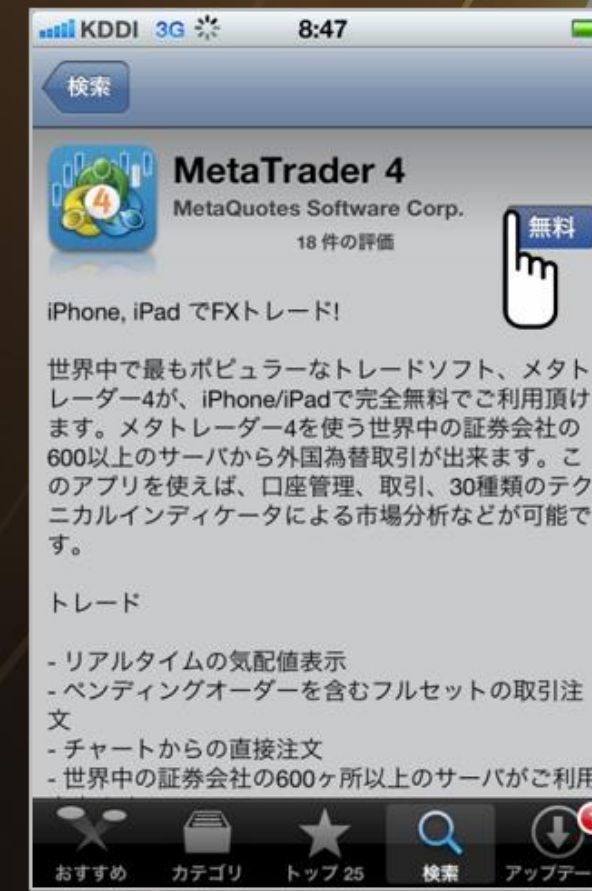 KDDI 3G 8:47
検索
MetaTrader 4
MetaQuotes Software Corp.
18 件の評価
無料
iPhone, iPad でFXトレード!
世界中で最もポピュラーなトレードソフト、メタト
レーダー4が、iPhone/iPadで完全無料でご利用頂け
ます。メタトレーダー4を使う世界中の証券会社の
600以上のサーバから外国為替取引が出来ます。こ
のアプリを使えば、口座管理、取引、30種類のテク
ニカルインディケータによる市場分析などが可能で
す。
トレード
- リアルタイムの気配値表示
- ペンディングオーダーを含むフルセットの取引注
文
- チャートからの直接注文
- 世界中の証券会社の600ヶ所以上のサーバがご利用
おすすめ カテゴリ トップ 25 検索 アップデー